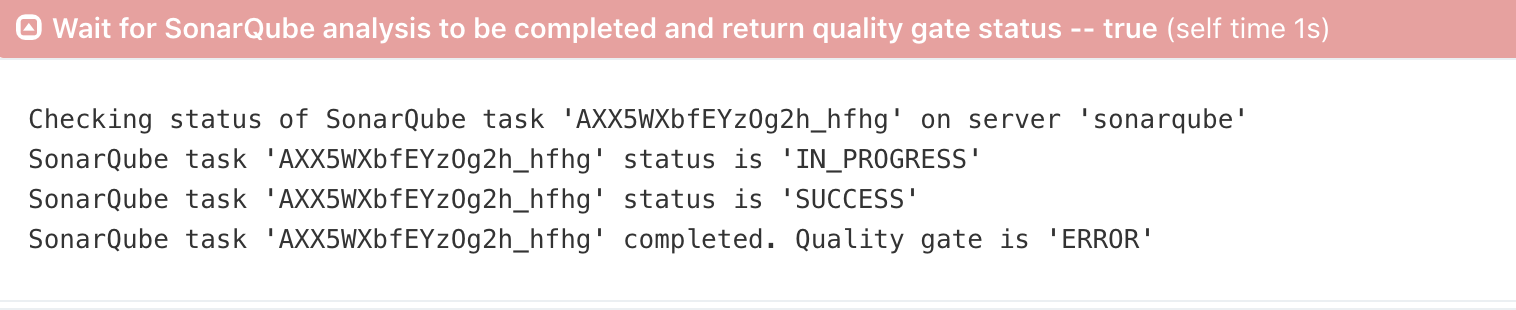 Wait for SonarQube analysis to be completed and return quality gate status -- true (self time 1s)
Checking status of SonarQube task 'AXX5WXbfEYzOg2h_hfhg' on server 'sonarqube'
SonarQube task 'AXX5WXbfEYzOg2h_hfhg' status is 'IN_PROGRESS'
SonarQube task 'AXX5WXbfEYzOg2h_hfhg' status is 'SUCCESS'
SonarQube task 'AXX5WXbfEYzOg2h_hfhg' completed. Quality gate is 'ERROR'